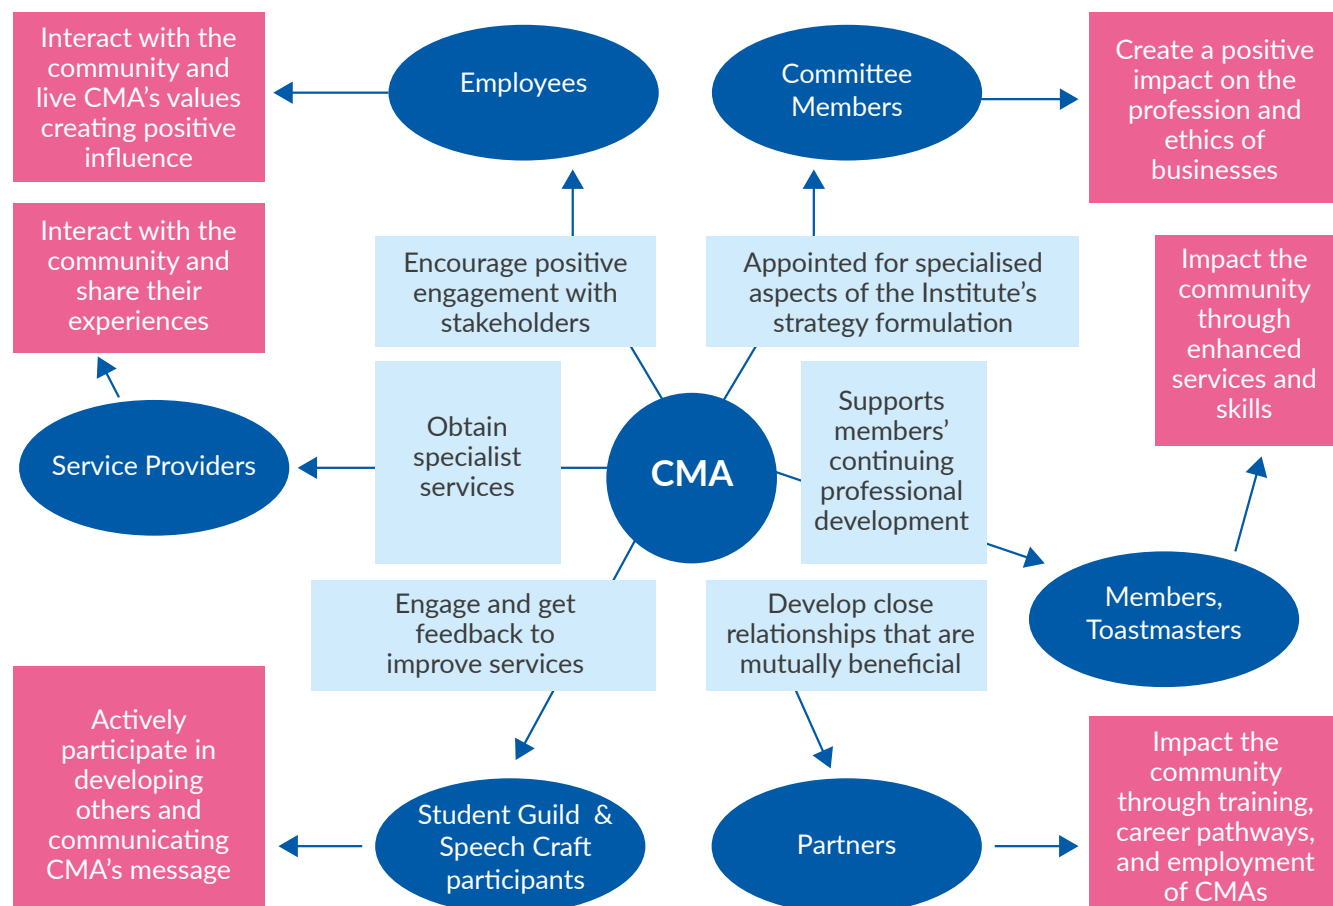 Interact with the
community and
live CMA’s values
creating positive
influence
Employees
Committee
Members
Create a positive
impact on the
profession and
ethics of
businesses
Interact with the
community and
share their
experiences
Encourage positive
engagement with
stakeholders
Appointed for specialised
aspects of the Institute’s
strategy formulation
Impact the
community
through
enhanced
services and
skills
Service Providers
Obtain
specialist
services
CMA
Supports
members’
continuing
professional
development
Members,
Toastmasters
Engage and get
feedback to
improve services
Develop close
relationships that are
mutually beneficial
Actively
participate in
developing
others and
communicating
CMA’s message
Student Guild & 
Speech Craft
participants
Partners
Impact the
community
through training,
career pathways,
and employment
of CMAs